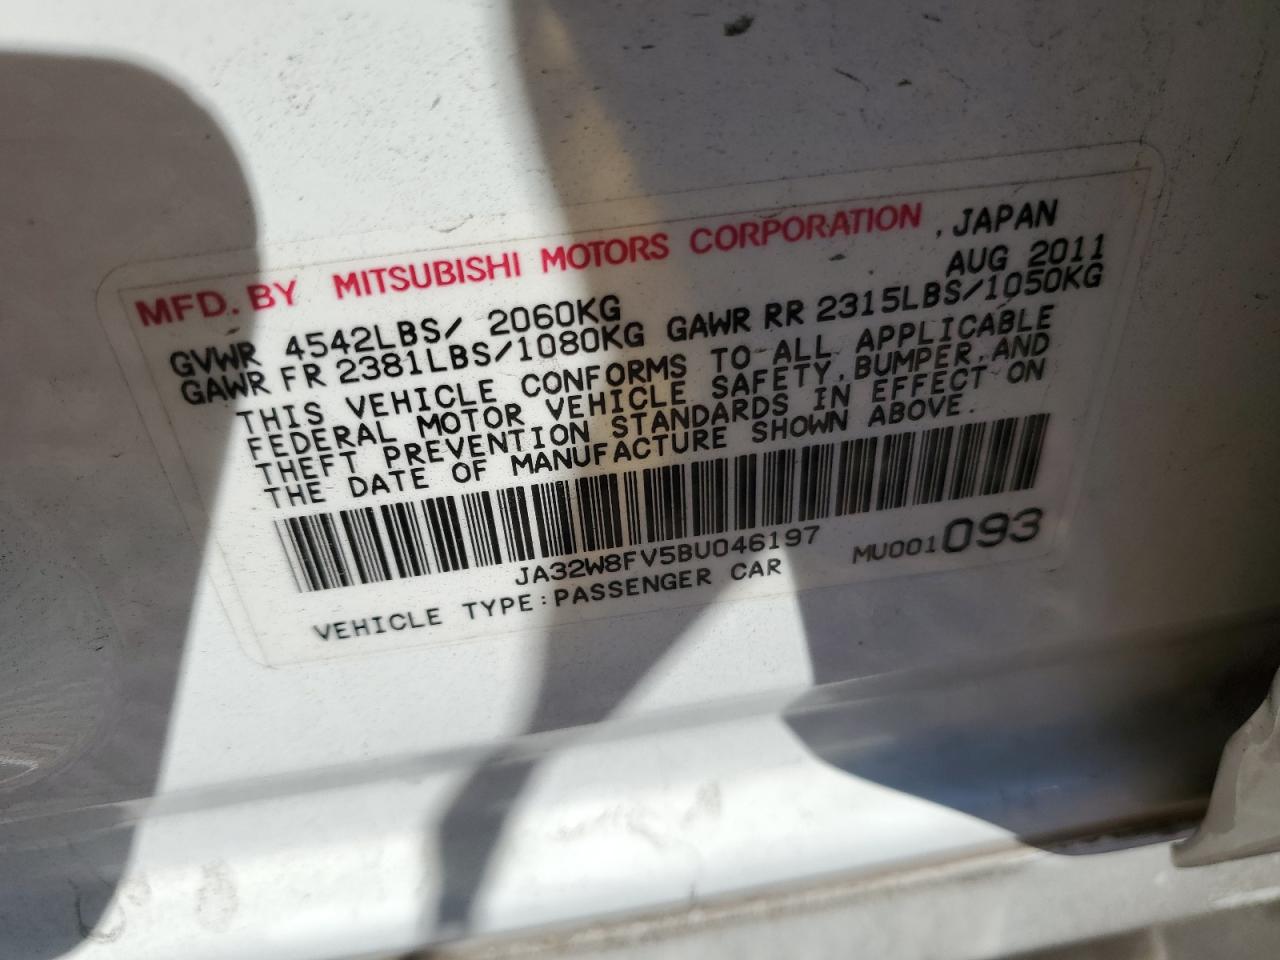 MFD. BY MITSUBISHI MOTORS CORPORATION , JAPAN
AUG 2011
GVWR 4542LBS/ 2060KG
GAWR FR 2381LBS/1080KG GAWR RR 2315LBS/1050KG
THIS VEHICLE CONFORMS TO ALL APPLICABLE
FEDERAL MOTOR VEHICLE SAFETY, BUMPER, AND
THEFT PREVENTION STANDARDS IN EFFECT ON
THE DATE OF MANUFACTURE SHOWN ABOVE.
JA32W8FV5BU046197
MU001093
VEHICLE TYPE:PASSENGER CAR